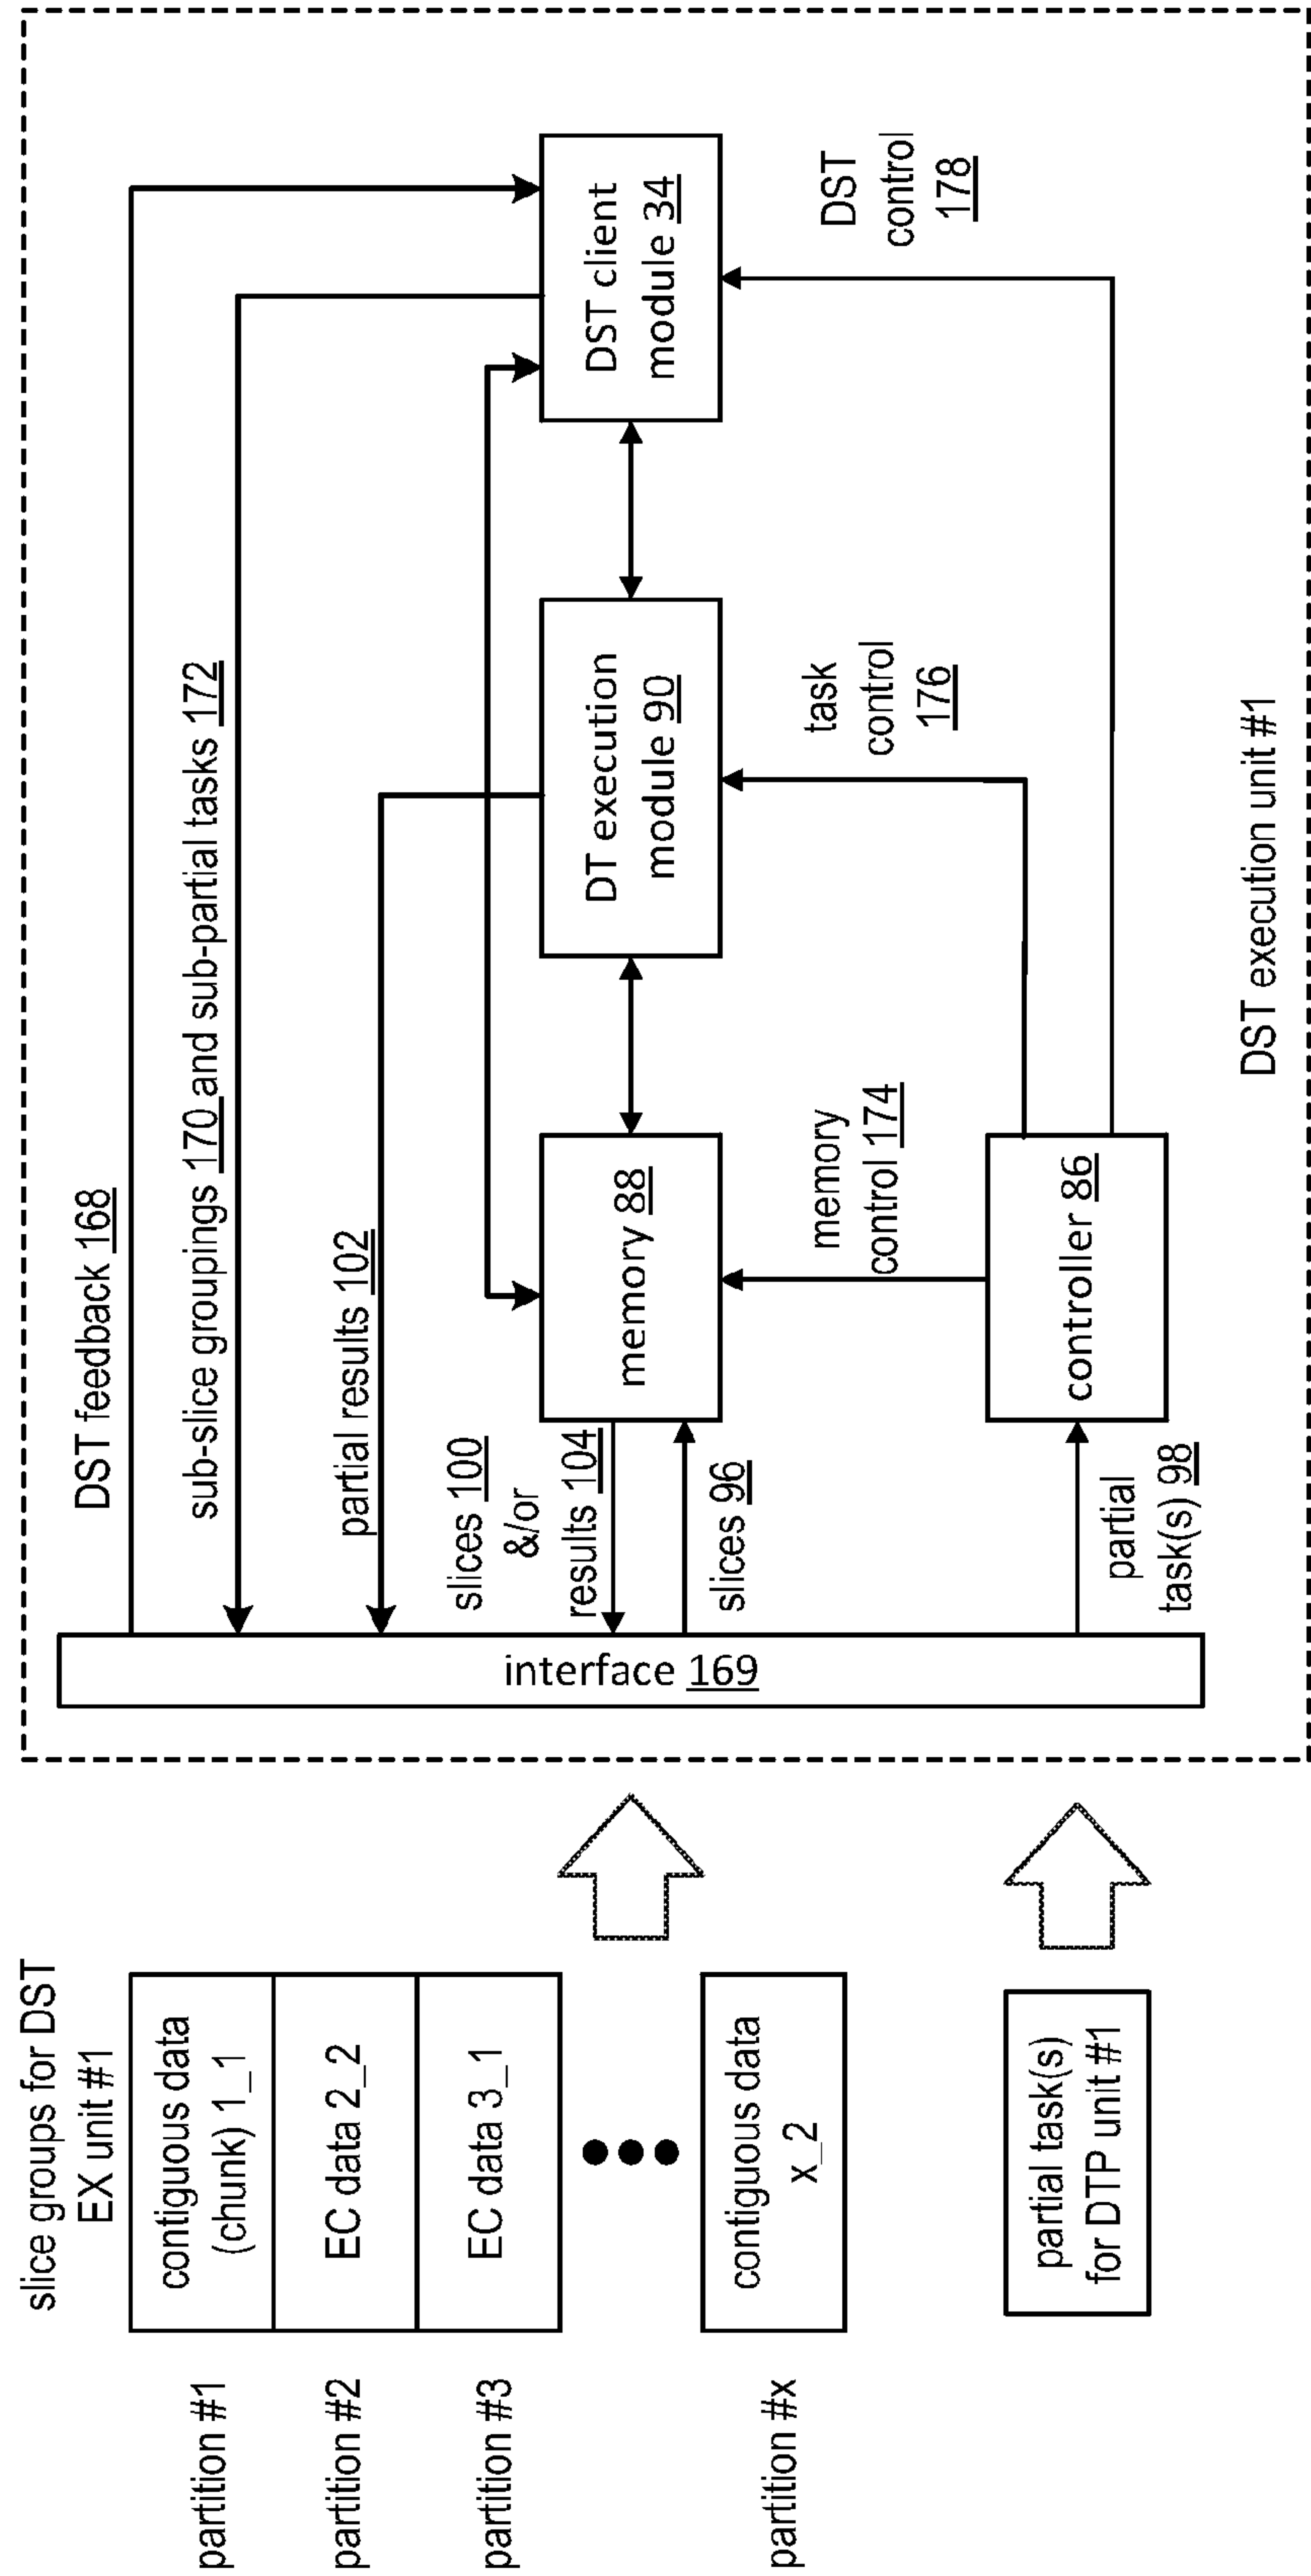 slice groups for DST
EX unit #1
partition #1
contiguous data
(chunk) 1_1
partition #2
EC data 2_2
partition #3
EC data 3_1
partition #x
contiguous data
x_2
partial task(s)
for DTP unit #1
interface 169
DST feedback 168
sub-slice groupings 170 and sub-partial tasks 172
partial results 102
slices 100
&/or
results 104
slices 96
partial
task(s) 98
memory 88
DT execution
module 90
DST client
module 34
memory
control 174
task
control
176
DST
control
178
controller 86
DST execution unit #1